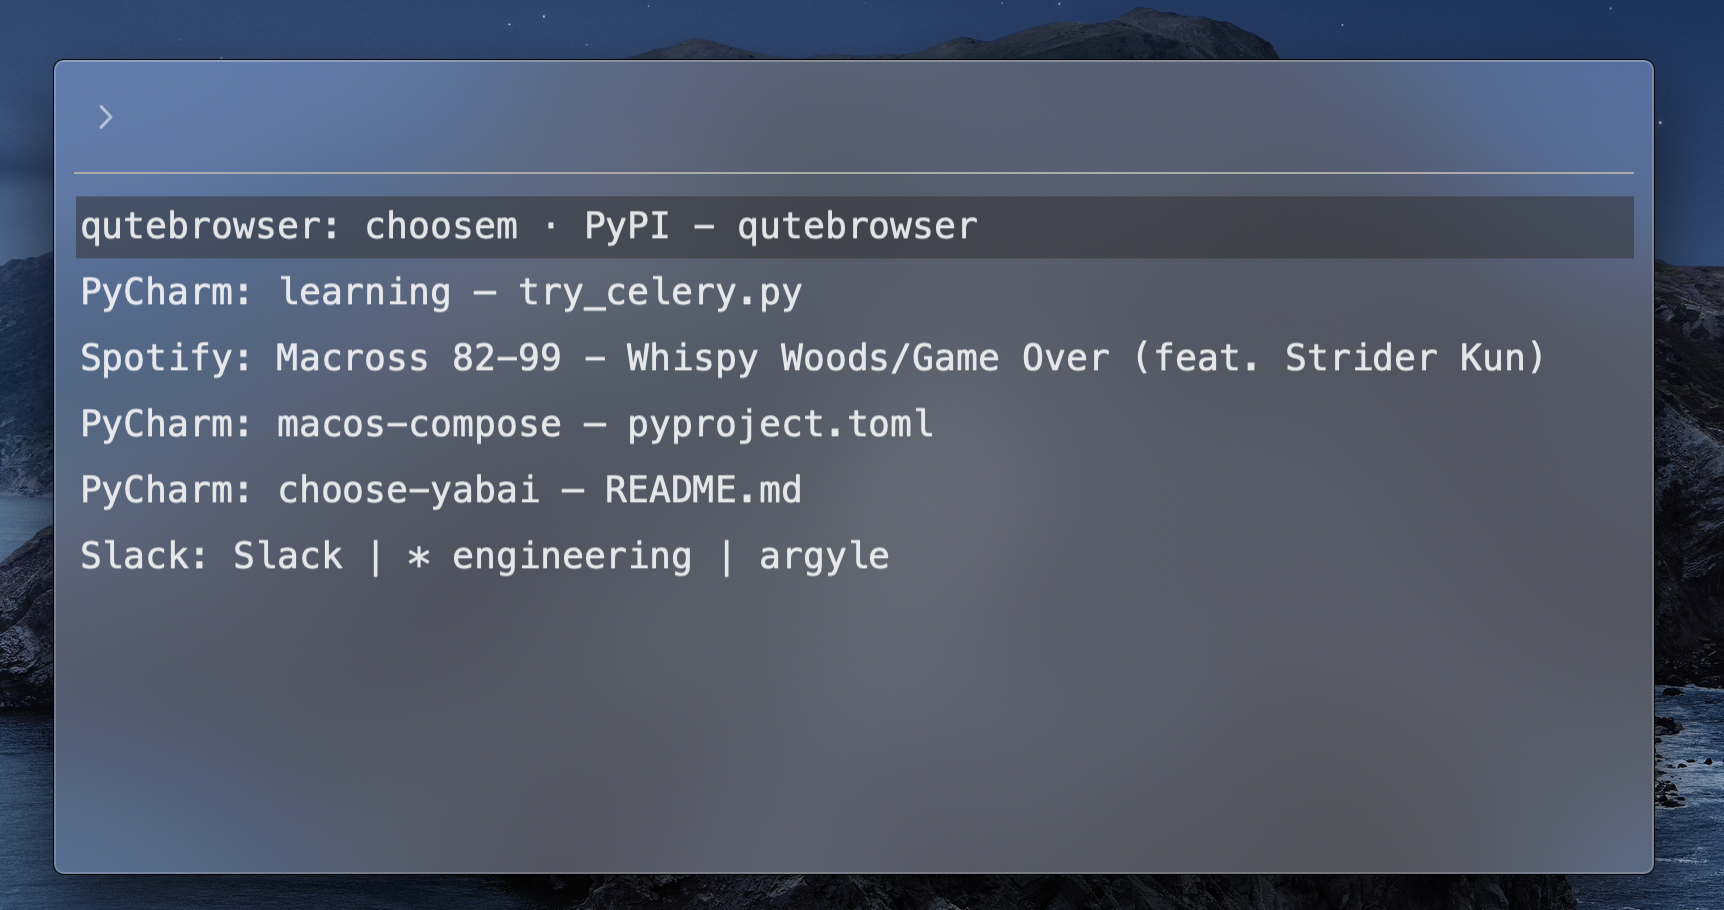 qutebrowser: choosem · PyPI — qutebrowser
PyCharm: learning – try_celery.py
Spotify: Macross 82-99 - Whispy Woods/Game Over (feat. Strider Kun)
PyCharm: macos-compose – pyproject.toml
PyCharm: choose-yabai – README.md
Slack: Slack | * engineering | argyle